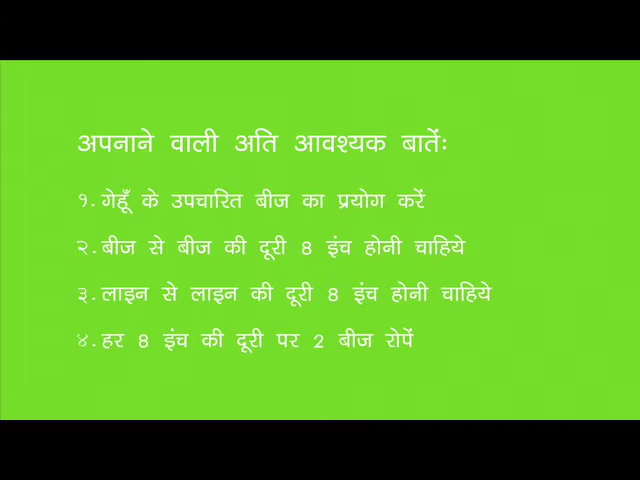 अपनाने वाली अति आवश्यक बातें:
१. गेहूँ के उपचारित बीज का प्रयोग करें
२. बीज से बीज की दूरी 8 इंच होनी चाहिये
३. लाइन से लाइन की दूरी 8 इंच होनी चाहिये
४. हर 8 इंच की दूरी पर 2 बीज रोपें